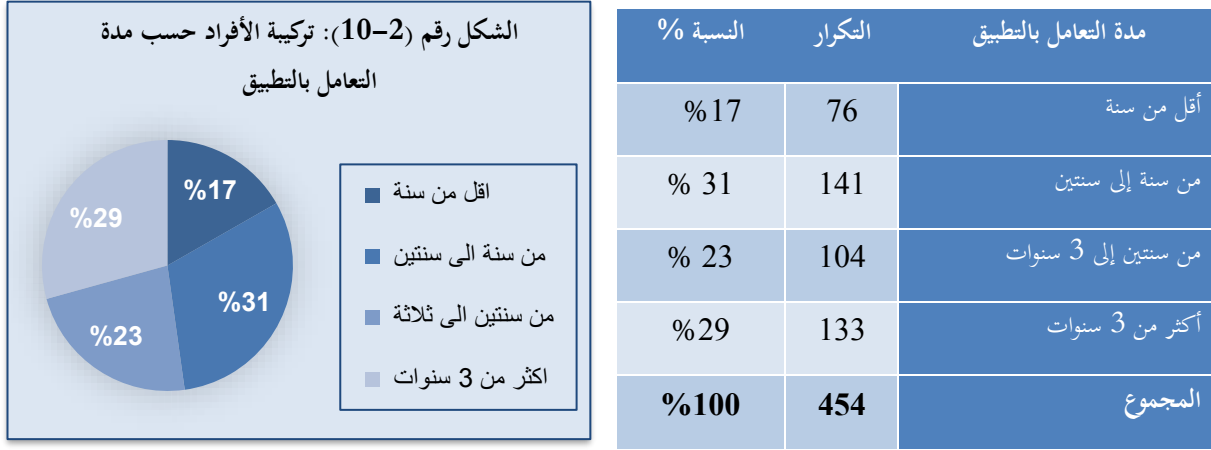 الشكل رقم (2-10): تركيبة الأفراد حسب مدة
التعامل بالتطبيق
%17
%31
%23
%29
اقل من سنة
من سنة الى سنتين
من سنتين الى ثلاثة
اكثر من 3 سنوات
مدة التعامل بالتطبيق التكرار النسبة %
أقل من سنة 76 %17
من سنة إلى سنتين 141 % 31
من سنتين إلى 3 سنوات 104 % 23
أكثر من 3 سنوات 133 %29
المجموع 454 %100